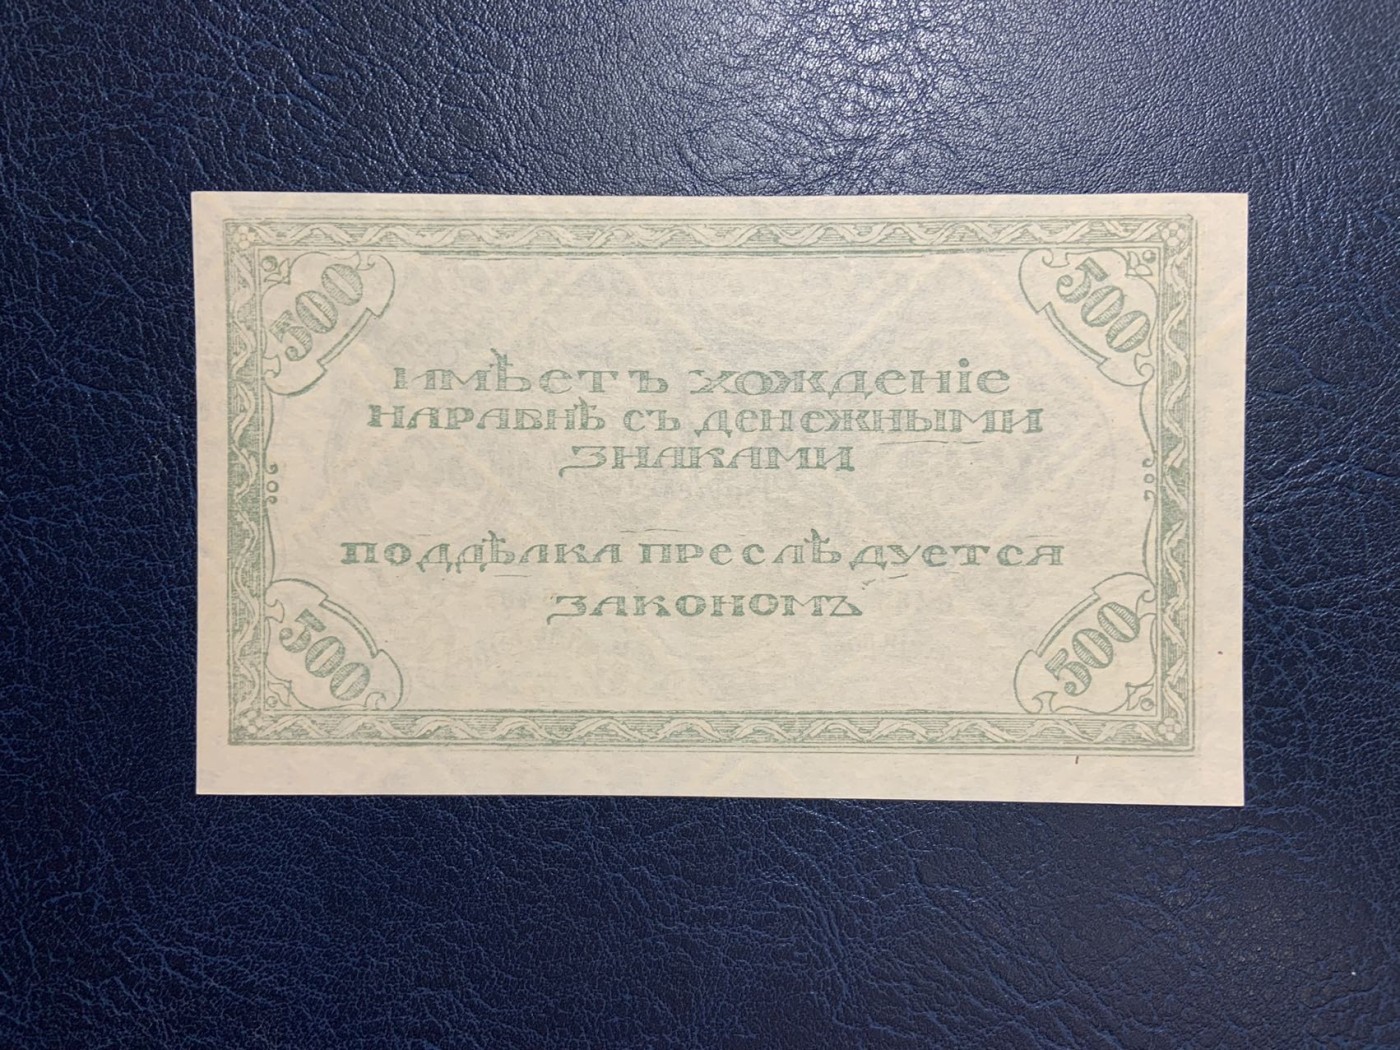 500 500
имѣетъ хожденіе
наравнѣ съ денежными
знаками
поддѣлка преслѣдуется
закономъ
500 500